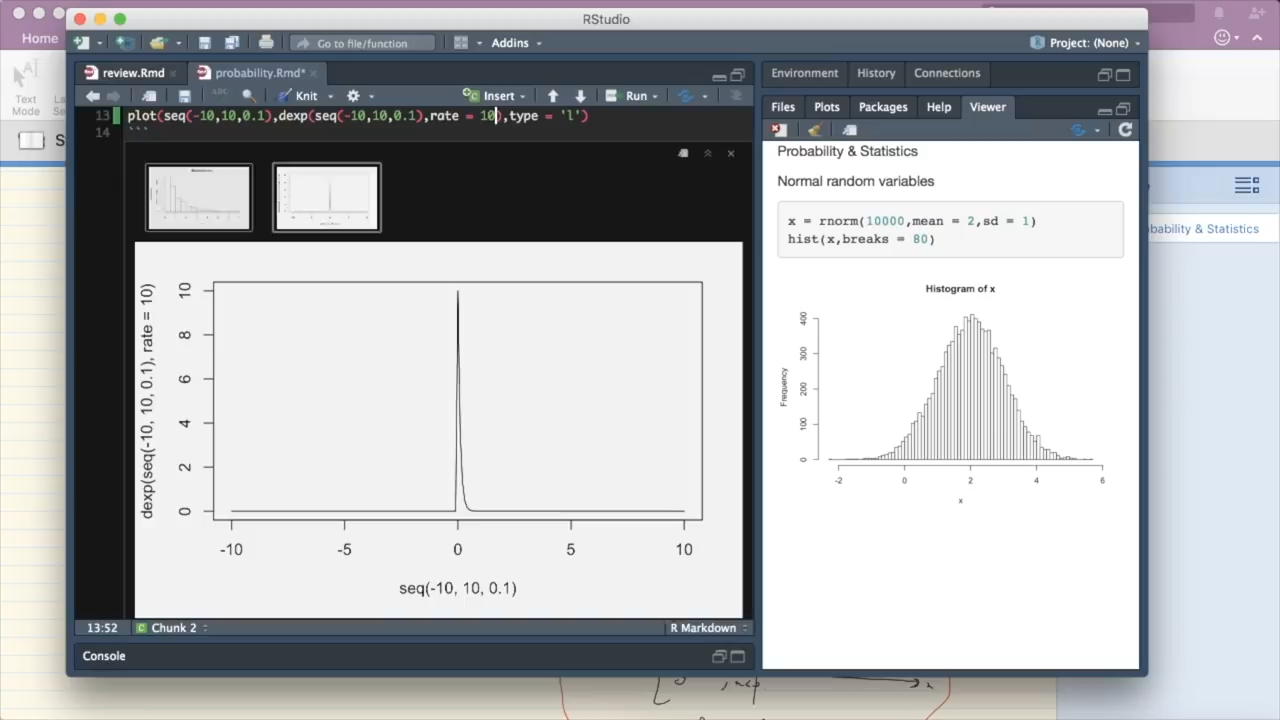 RStudio
Home
Go to file/function
Addins
Project: (None)
Text
Mode
review.Rmd
probability.Rmd*
Environment
History
Connections
ABC
Knit
Insert
Run
Files
Plots
Packages
Help
Viewer
13 plot(seq(-10,10,0.1),dexp(seq(-10,10,0.1),rate = 10),type = 'l')
14 ```
dexp(seq(-10, 10, 0.1), rate = 10)
10
8
6
4
2
0
-10 -5 0 5 10
seq(-10, 10, 0.1)
13:52
C Chunk 2
R Markdown
Console
Probability & Statistics
Normal random variables
x = rnorm(10000,mean = 2,sd = 1)
hist(x,breaks = 80)
Histogram of x
Frequency
400
300
200
100
0
-2 0 2 4 6
x
bability & Statistics